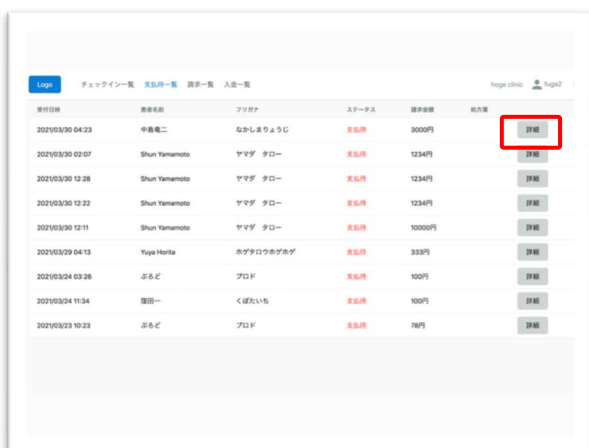 Logo チェックイン一覧 支払待一覧 請求一覧 入金一覧 hoge clinic fuga2
受付日時 患者名前 フリガナ ステータス 請求金額 処方箋
2021/03/30 04:23 中島竜二 なかしまりょうじ 支払待 3000円 詳細
2021/03/30 02:07 Shun Yamamoto ヤマダ タロー 支払待 1234円 詳細
2021/03/30 12:28 Shun Yamamoto ヤマダ タロー 支払待 1234円 詳細
2021/03/30 12:22 Shun Yamamoto ヤマダ タロー 支払待 1234円 詳細
2021/03/30 12:11 Shun Yamamoto ヤマダ タロー 支払待 10000円 詳細
2021/03/29 04:13 Yuya Horita ホゲタロウホゲホゲ 支払待 333円 詳細
2021/03/24 03:26 ぷろど プロド 支払待 100円 詳細
2021/03/24 11:34 窪田一 くぼたいち 支払待 100円 詳細
2021/03/23 10:23 ぷろど プロド 支払待 78円 詳細